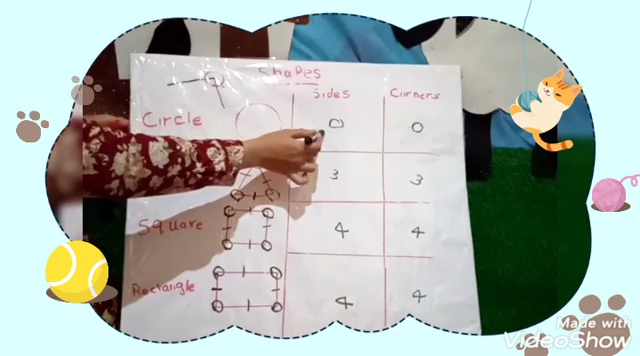 Shapes
Sides Corners
Circle 0 0
3 3
Square 4 4
Rectangle 4 4
Made with
VideoShow